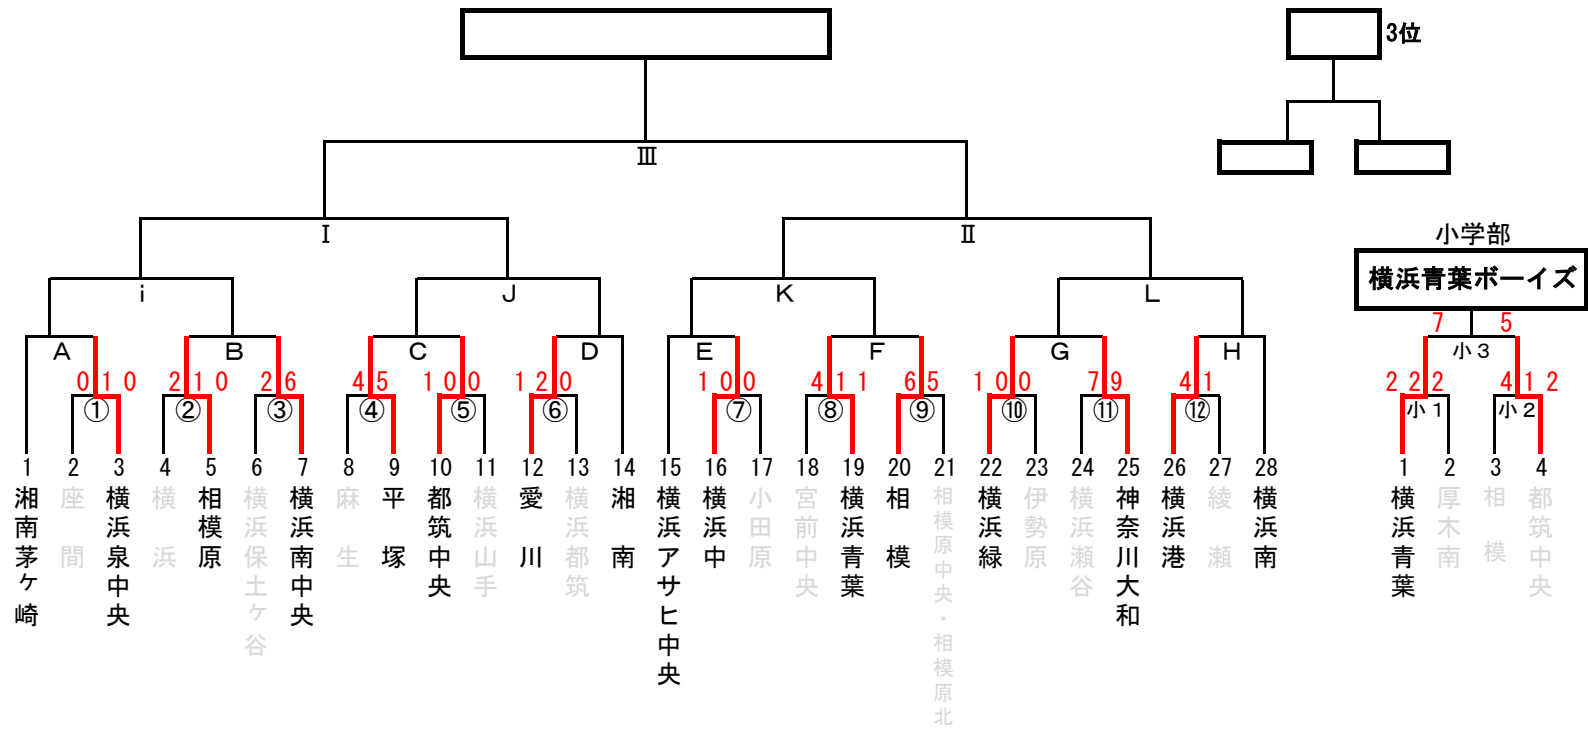 3位
Ⅲ
Ⅰ
Ⅱ
小学部
横浜青葉ボーイズ
i
J
K
L
7 5
A
B
C
D
E
F
G
H
小3
0 1 0
2 1 0
2 6
4 5
1 0 0
1 2 0
1 0 0
4 1 1
6 5
1 0 0
7 9
4 1
2 2 2
4 1 2
①
②
③
④
⑤
⑥
⑦
⑧
⑨
⑩
⑪
⑫
小1
小2
1 湘南茅ヶ崎
2 座間
3 横浜泉中央
4 横浜
5 相模原
6 横浜保土ケ谷
7 横浜南中央
8 麻生
9 平塚
10 都筑中央
11 横浜山手
12 愛川
13 横浜都筑
14 湘南
15 横浜アサヒ中央
16 横浜中
17 小田原
18 宮前中央
19 横浜青葉
20 相模
21 相模原中央・相模原北
22 横浜緑
23 伊勢原
24 横浜瀬谷
25 神奈川大和
26 横浜港
27 綾瀬
28 横浜南
1 横浜青葉
2 厚木南
3 相模
4 都筑中央